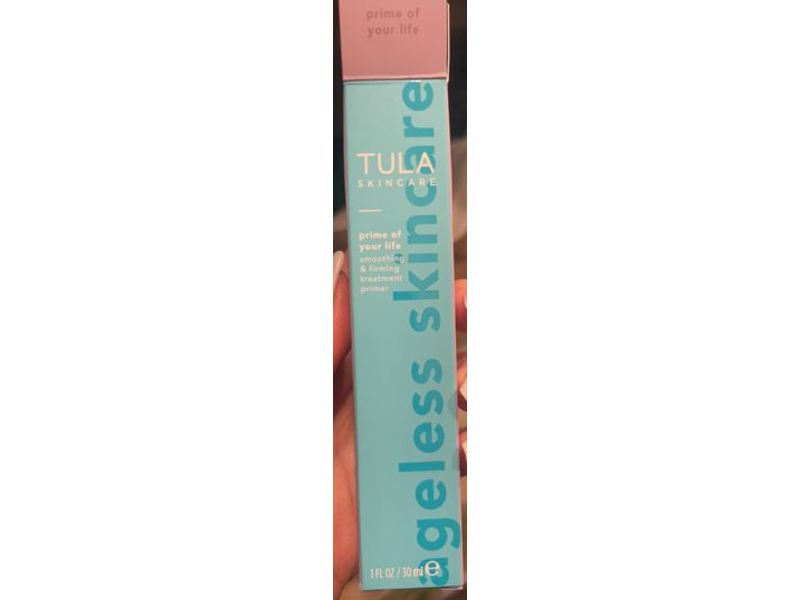 prime of
your life
TULA
SKINCARE
prime of
your life
smoothing
& firming
treatment
primer
ageless skincare
1 FL OZ / 30 ml e